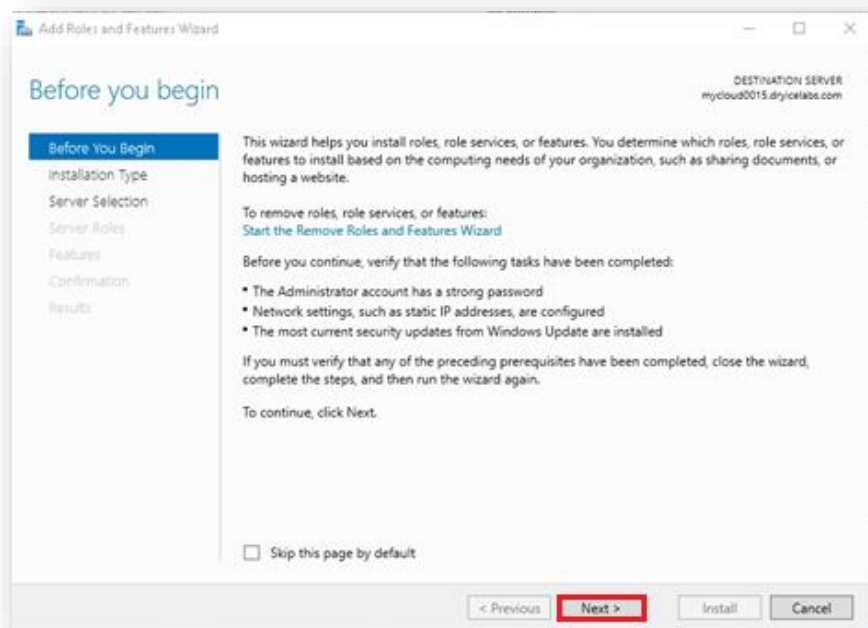 Add Roles and Features Wizard
Before you begin
DESTINATION SERVER
mycloud0015.dryicelabs.com
Before You Begin
Installation Type
Server Selection
Server Roles
Features
Confirmation
Results
This wizard helps you install roles, role services, or features. You determine which roles, role services, or
features to install based on the computing needs of your organization, such as sharing documents, or
hosting a website.
To remove roles, role services, or features:
Start the Remove Roles and Features Wizard
Before you continue, verify that the following tasks have been completed:
• The Administrator account has a strong password
• Network settings, such as static IP addresses, are configured
• The most current security updates from Windows Update are installed
If you must verify that any of the preceding prerequisites have been completed, close the wizard,
complete the steps, and then run the wizard again.
To continue, click Next.
Skip this page by default
< Previous
Next >
Install
Cancel